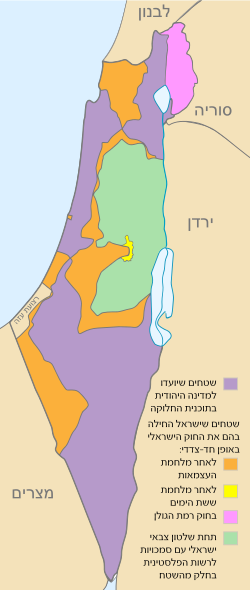 לבנון
סוריה
ירדן
רצועת עזה
מצרים
שטחים שיועדו
למדינה היהודית
בתוכנית החלוקה
שטחים שישראל החילה
בהם את החוק הישראלי
באופן חד-צדדי:
לאחר מלחמת
העצמאות
לאחר מלחמת
ששת הימים
בחוק רמת הגולן
תחת שלטון צבאי
ישראלי עם סמכויות
לרשות הפלסטינית
בחלק מהשטח